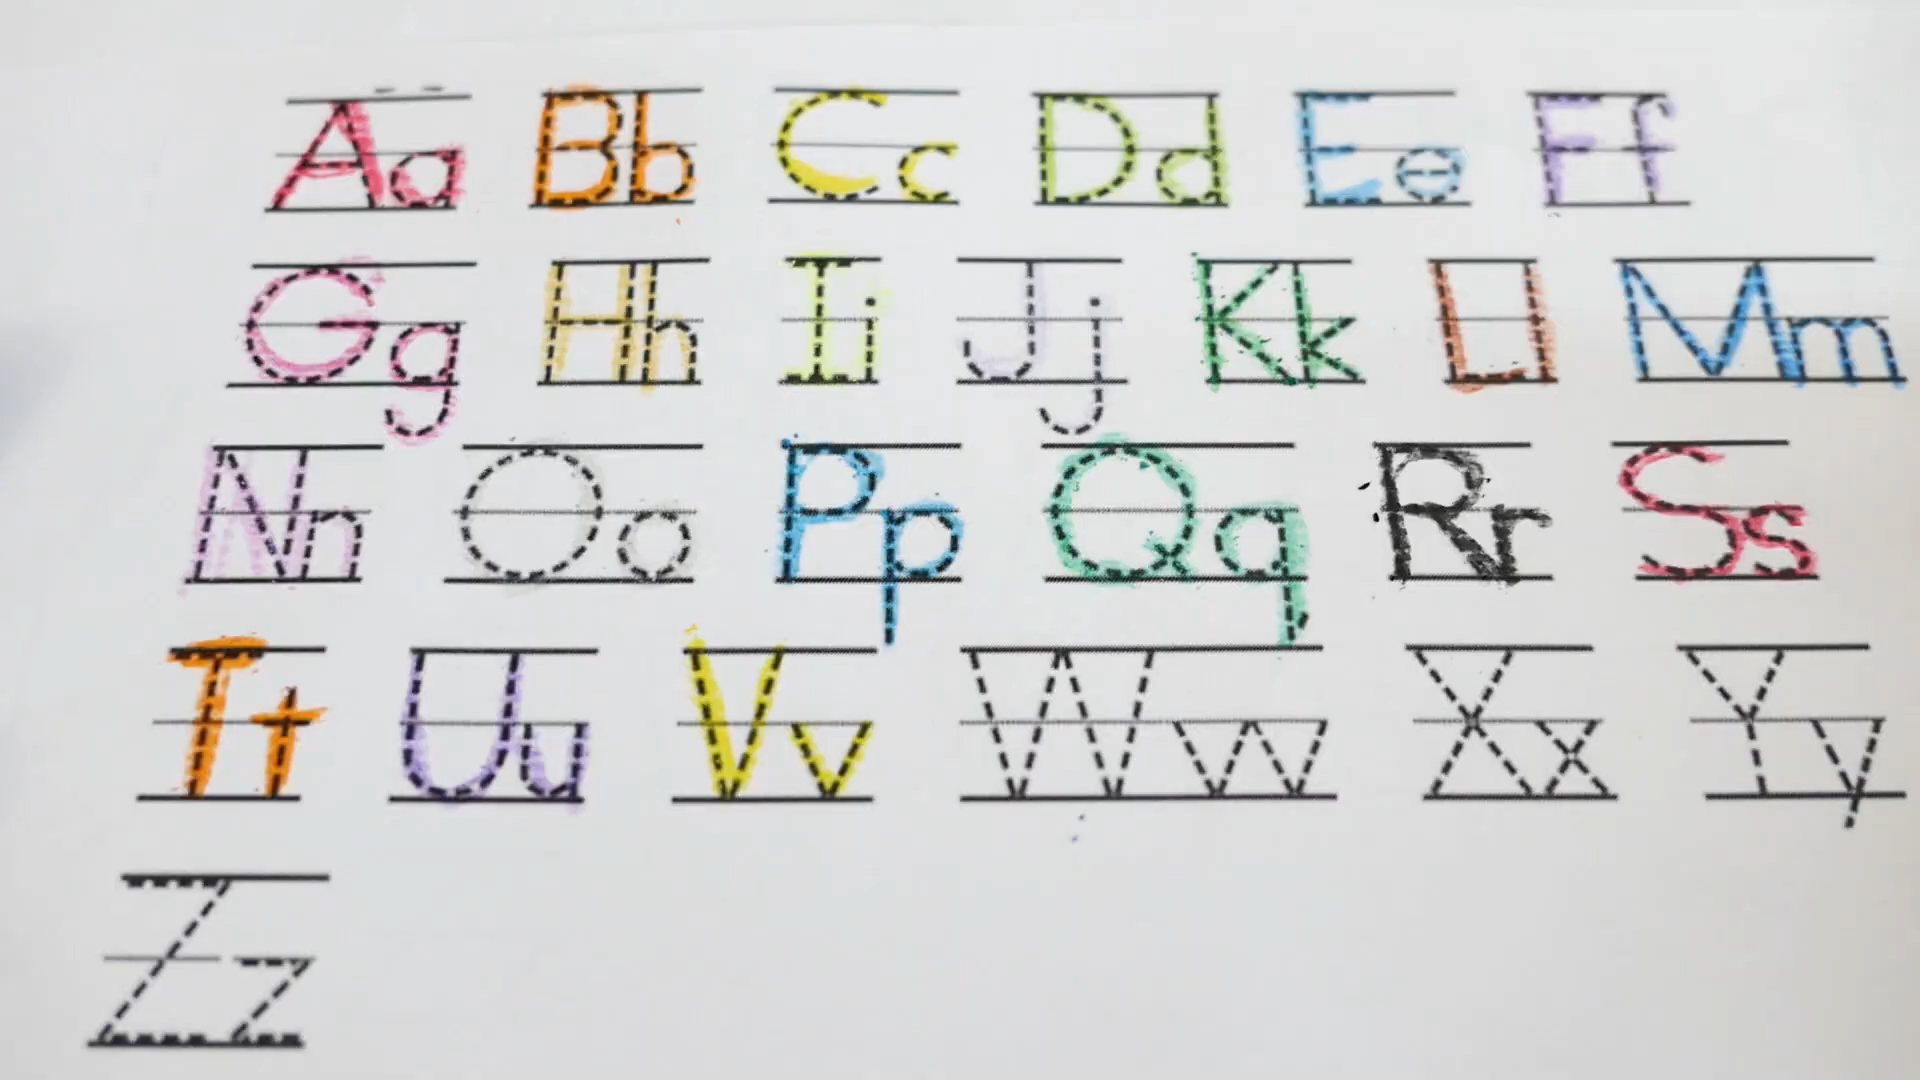 Aa Bb Cc Dd Ee Ff
Gg Hh Ii Jj Kk Ll Mm
Nn Oo Pp Qq Rr Ss
Tt Uu Vv Ww Xx Yy
Zz